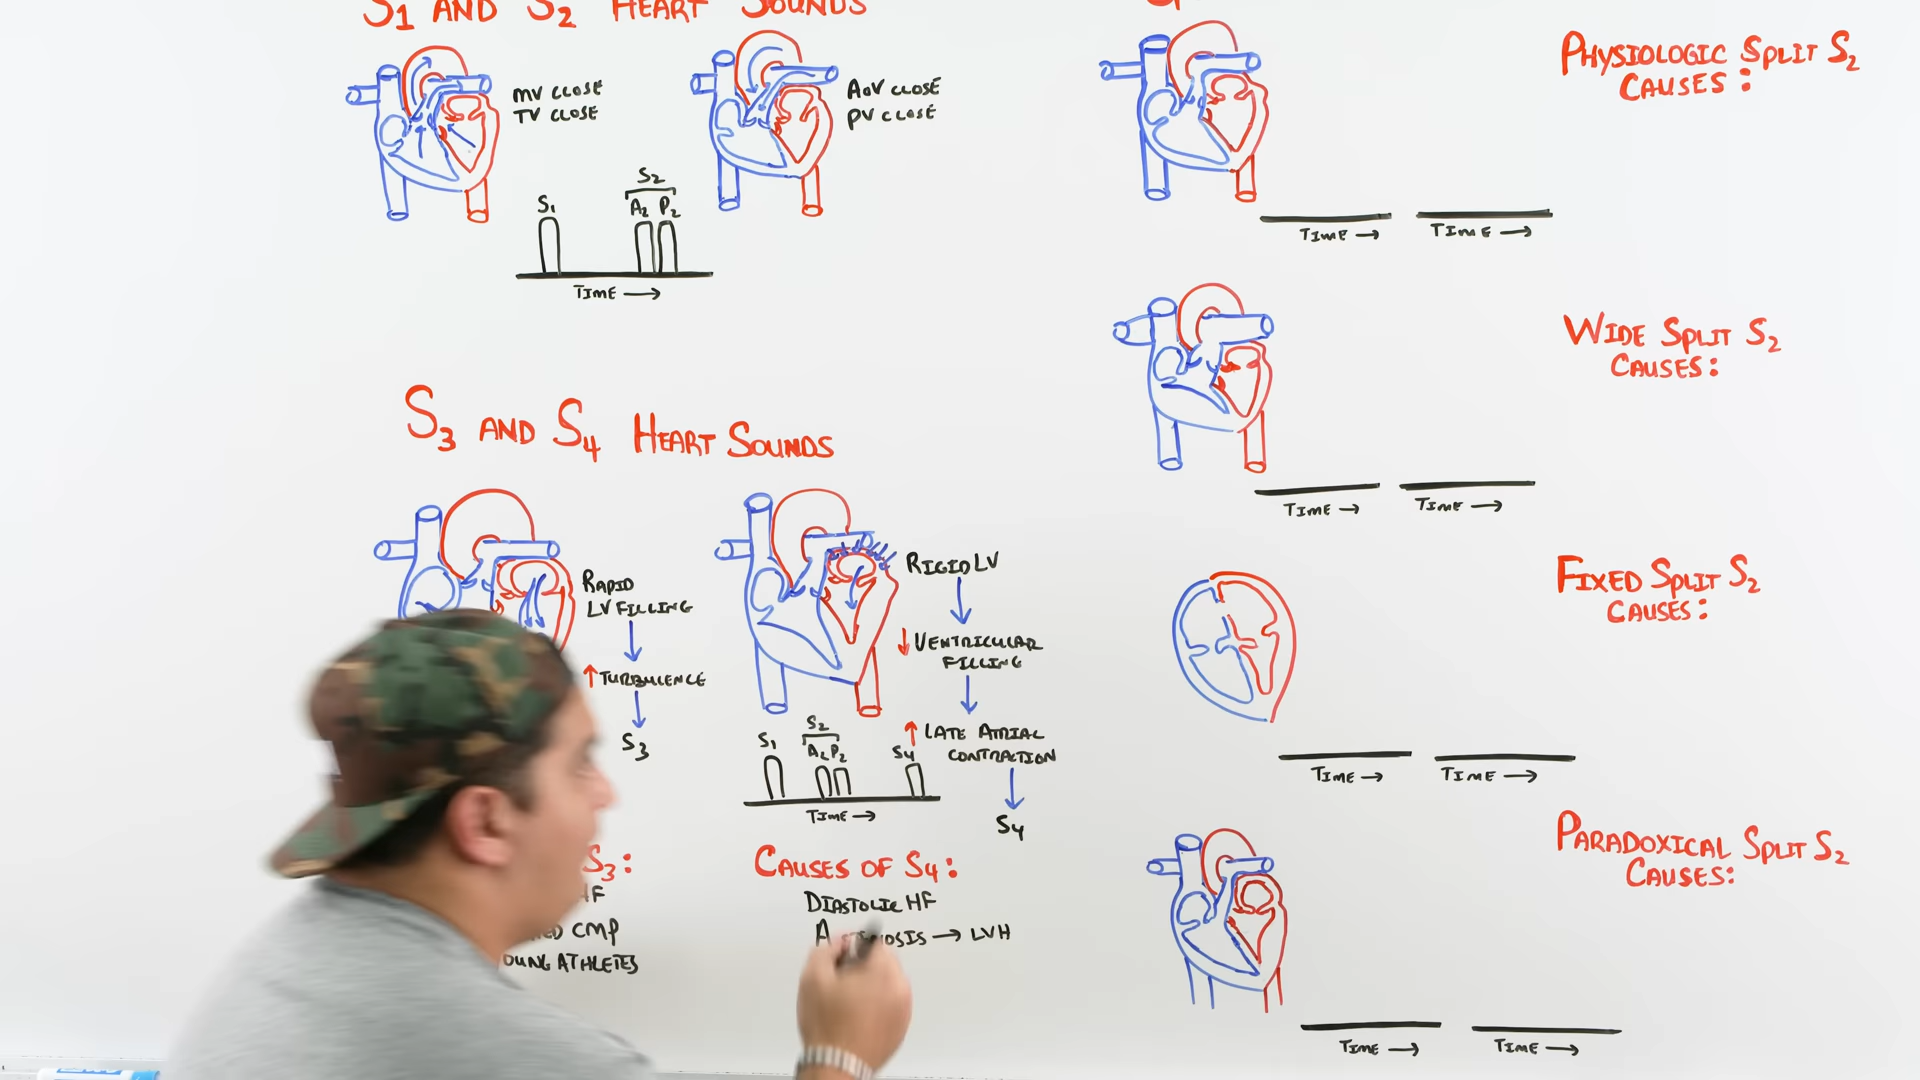 S1 AND S2 HEART SOUNDS
MV CLOSE
TV CLOSE
AoV CLOSE
PV CLOSE
S1
S2
A2 P2
TIME →
S3 AND S4 HEART SOUNDS
RAPID
LV FILLING
↑ TURBULENCE
S3
RIGID LV
↓ VENTRICULAR
FILLING
↑ LATE ATRIAL
CONTRACTION
S4
S1
S2
A2 P2
S4
TIME →
S3:
HF
CMP
YOUNG ATHLETES
CAUSES OF S4:
DIASTOLIC HF
→ LVH
PHYSIOLOGIC SPLIT S2
CAUSES:
TIME →
TIME →
WIDE SPLIT S2
CAUSES:
TIME →
TIME →
FIXED SPLIT S2
CAUSES:
TIME →
TIME →
PARADOXICAL SPLIT S2
CAUSES:
TIME →
TIME →